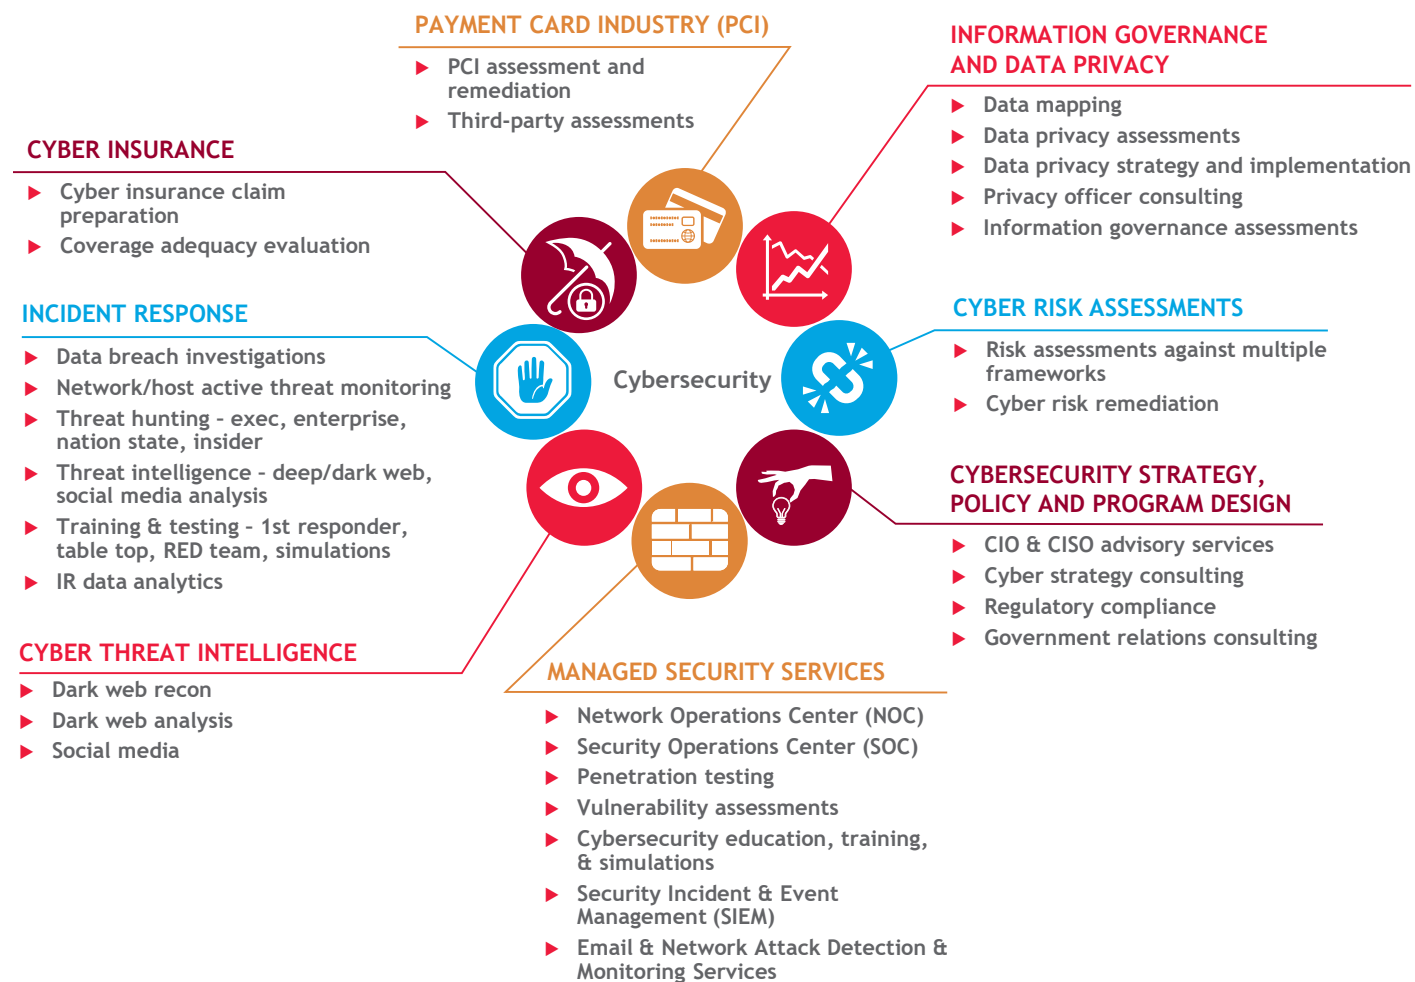 PAYMENT CARD INDUSTRY (PCI)
PCI assessment and
remediation
Third-party assessments
INFORMATION GOVERNANCE
AND DATA PRIVACY
Data mapping
Data privacy assessments
Data privacy strategy and implementation
Privacy officer consulting
Information governance assessments
CYBER INSURANCE
Cyber insurance claim
preparation
Coverage adequacy evaluation
INCIDENT RESPONSE
Data breach investigations
Network/host active threat monitoring
Threat hunting – exec, enterprise,
nation state, insider
Threat intelligence – deep/dark web,
social media analysis
Training & testing – 1st responder,
table top, RED team, simulations
IR data analytics
Cybersecurity
CYBER RISK ASSESSMENTS
Risk assessments against multiple
frameworks
Cyber risk remediation
CYBERSECURITY STRATEGY,
POLICY AND PROGRAM DESIGN
CIO & CISO advisory services
Cyber strategy consulting
Regulatory compliance
Government relations consulting
CYBER THREAT INTELLIGENCE
Dark web recon
Dark web analysis
Social media
MANAGED SECURITY SERVICES
Network Operations Center (NOC)
Security Operations Center (SOC)
Penetration testing
Vulnerability assessments
Cybersecurity education, training,
& simulations
Security Incident & Event
Management (SIEM)
Email & Network Attack Detection &
Monitoring Services